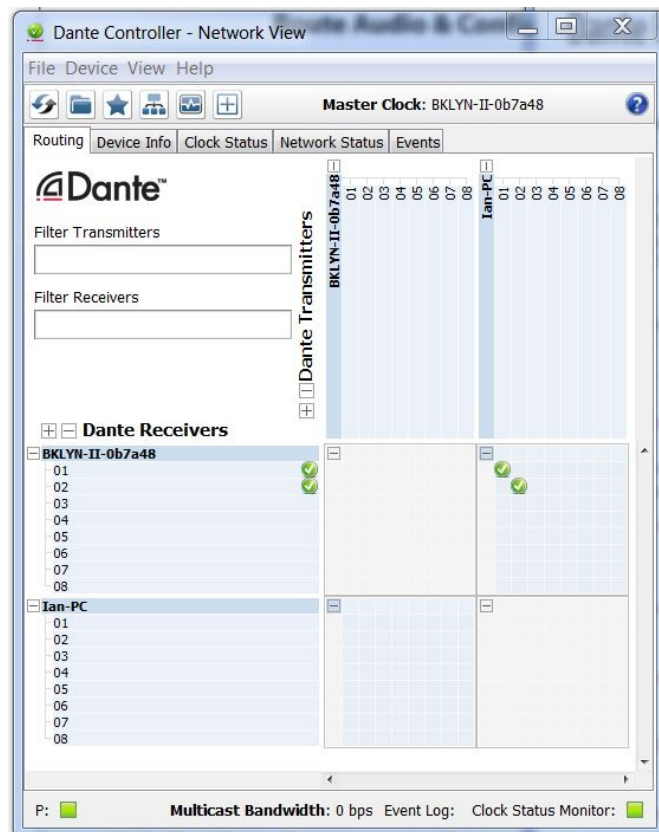 Route Audio & Conf
Dante Controller - Network View
File Device View Help
Master Clock: BKLYN-II-0b7a48
Routing Device Info Clock Status Network Status Events
Dante™
Filter Transmitters
Filter Receivers
Dante Transmitters
BKLYN-II-0b7a48
01 02 03 04 05 06 07 08
Ian-PC
01 02 03 04 05 06 07 08
Dante Receivers
BKLYN-II-0b7a48
01
02
03
04
05
06
07
08
Ian-PC
01
02
03
04
05
06
07
08
P: Multicast Bandwidth: 0 bps Event Log: Clock Status Monitor: